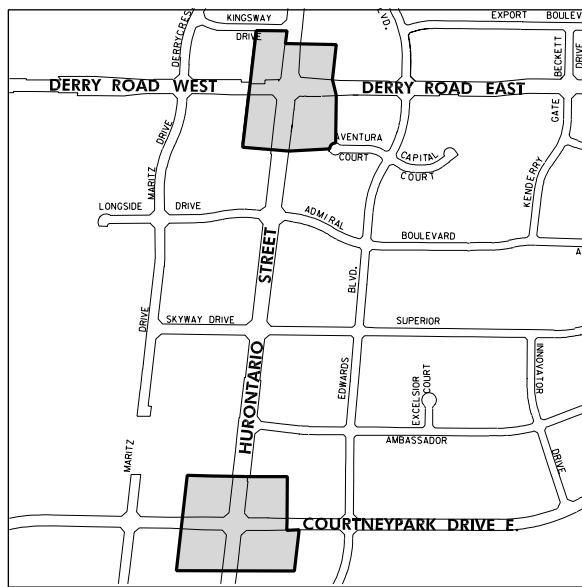 KINGSWAY
DRIVE
DERRYCRES
BLVD.
EXPORT BOULEV
BECKETT
DRIVE
DERRY ROAD WEST
DERRY ROAD EAST
GATE
AVENTURA
COURT
CAPITAL
COURT
DRIVE
MARITZ
KENDERRY
LONGSIDE DRIVE
ADMIRAL
BOULEVARD
A
STREET
BLVD.
DRIVE
SKYWAY DRIVE
SUPERIOR
HURONTARIO
EDWARDS
EXCELSIOR
COURT
INNOVATOR
AMBASSADOR
MARITZ
DRIVE
COURTNEYPARK DRIVE E.